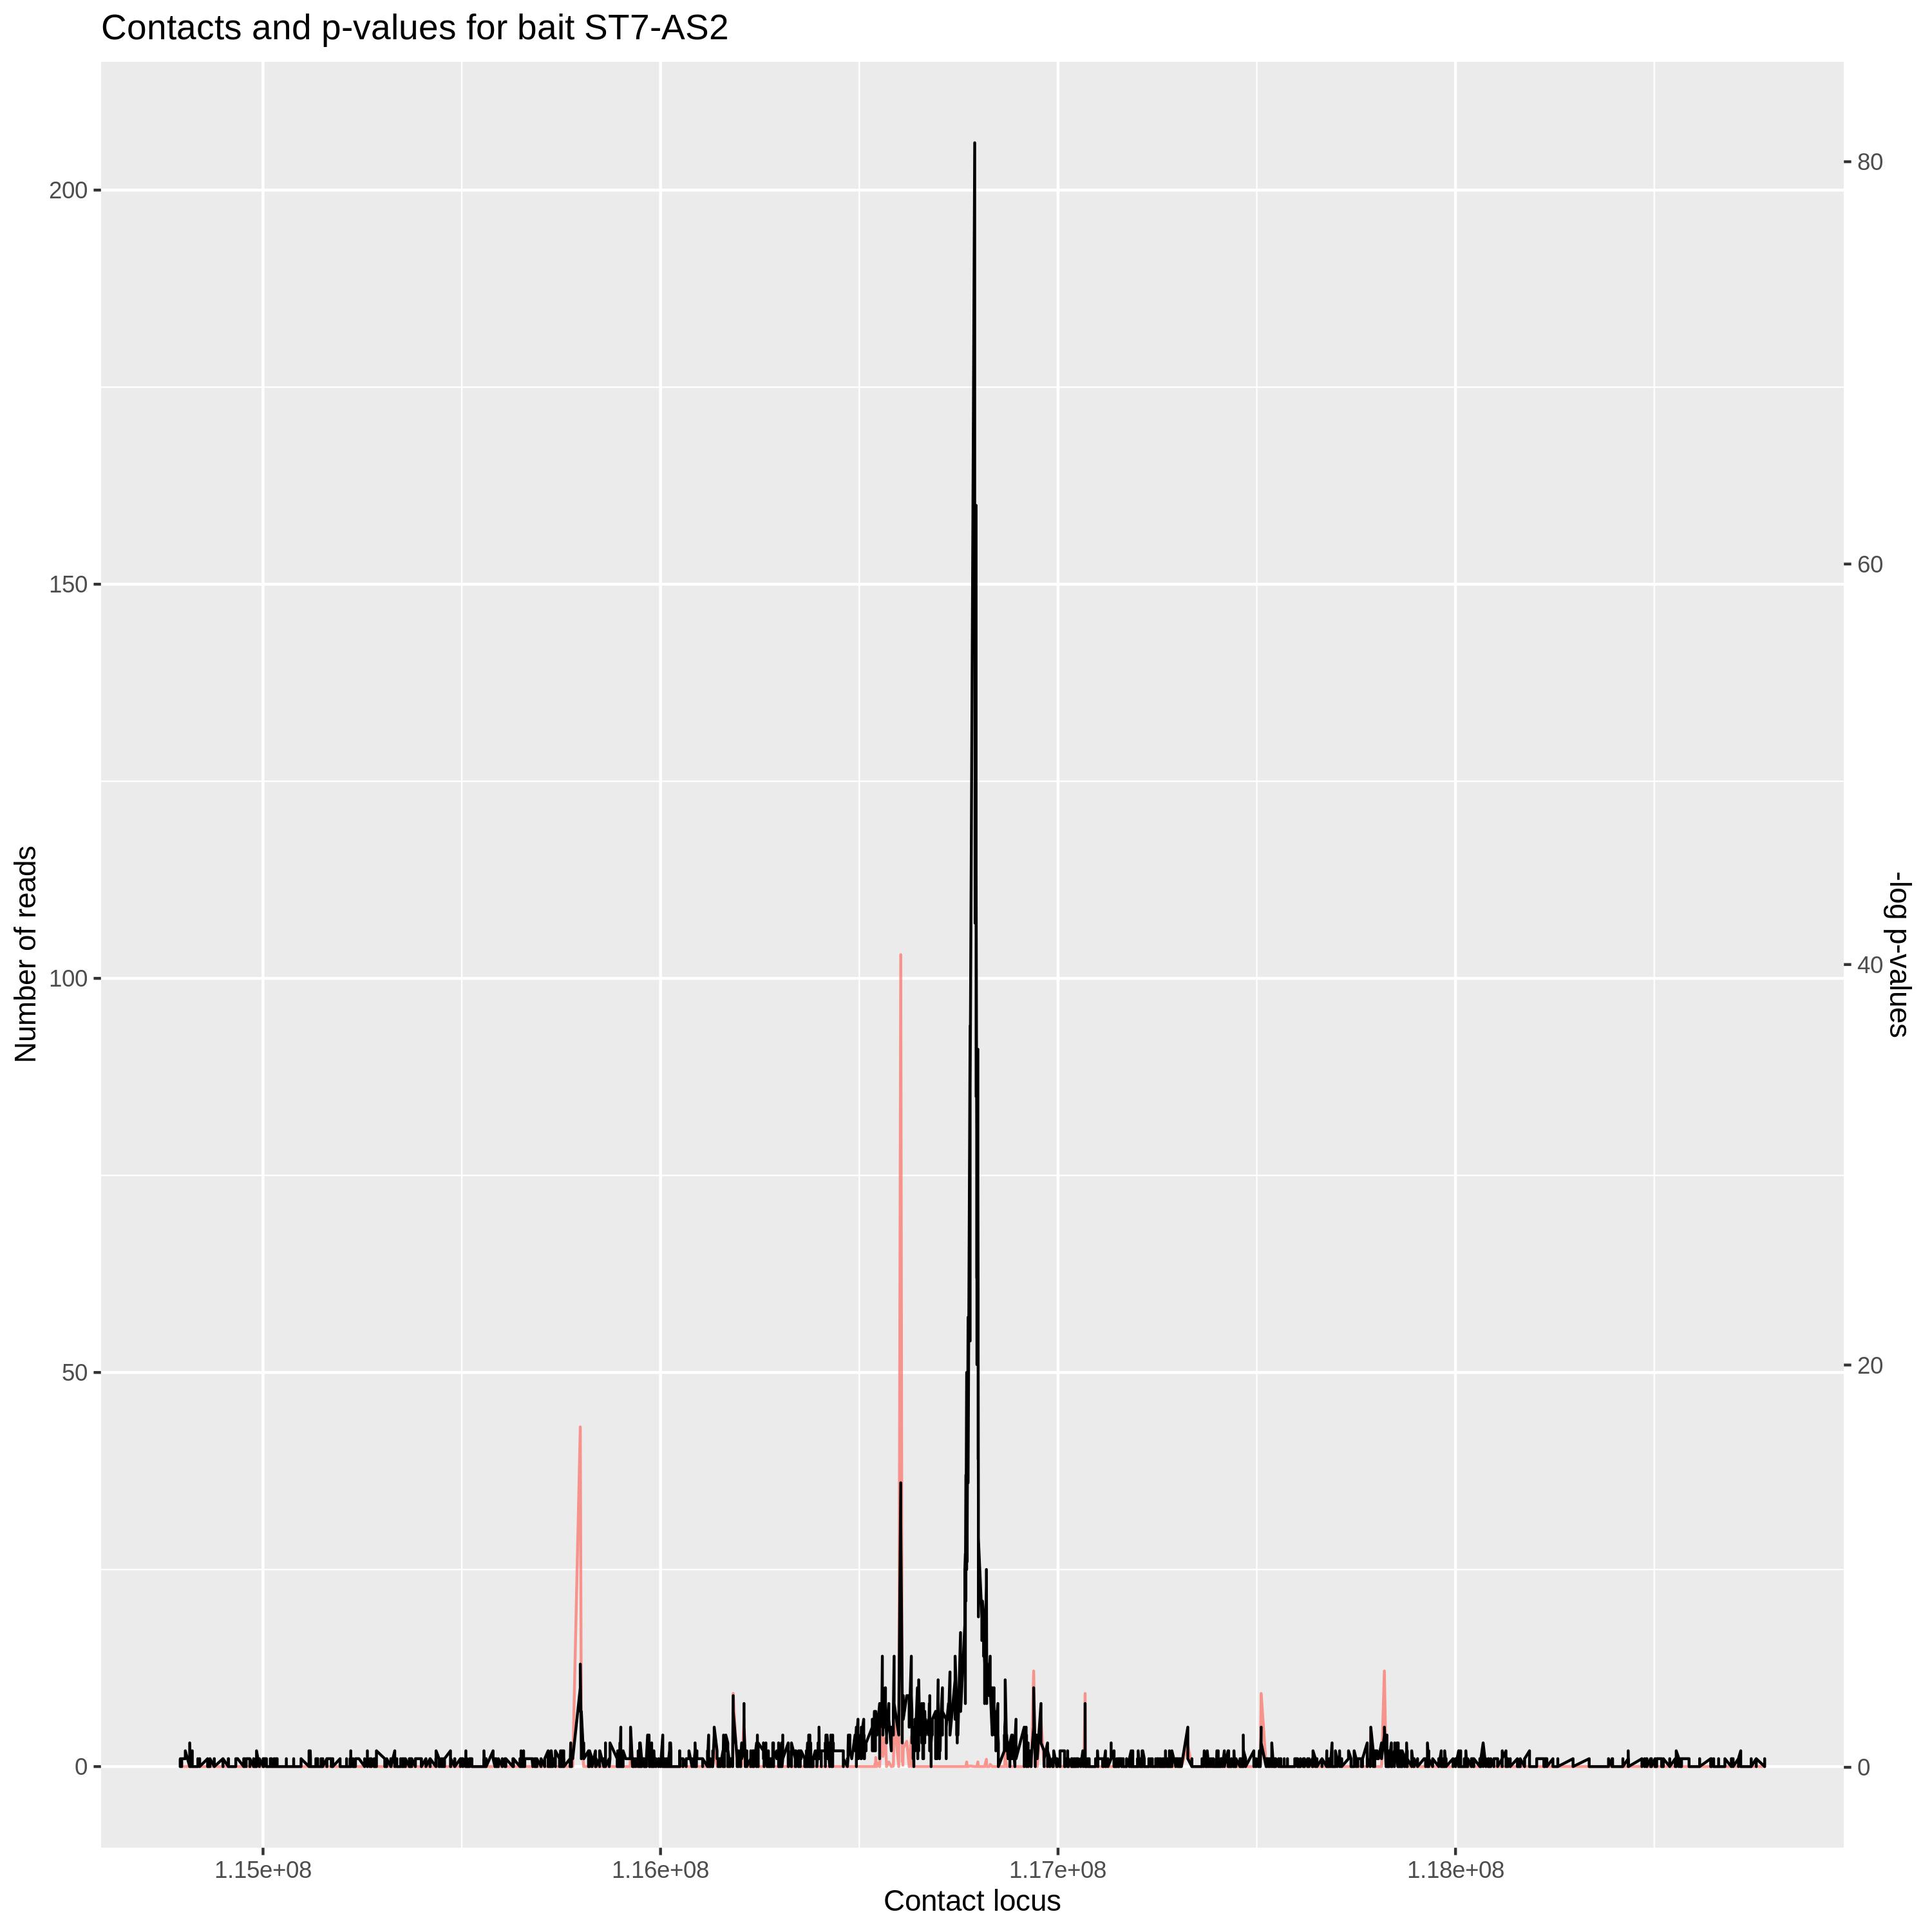 Contacts and p-values for bait ST7-AS2
200
150
100
50
0
Number of reads
80
60
40
20
0
-log p-values
1.15e+08
1.16e+08
1.17e+08
1.18e+08
Contact locus